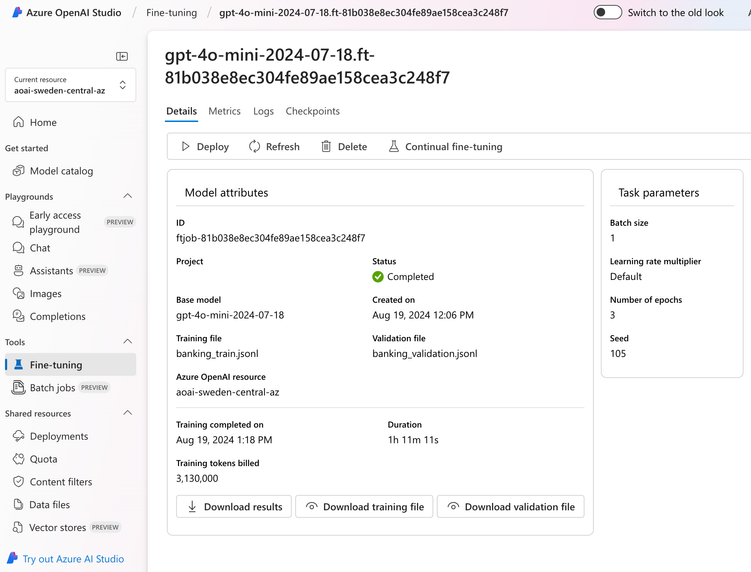 Azure OpenAI Studio / Fine-tuning / gpt-4o-mini-2024-07-18.ft-81b038e8ec304fe89ae158cea3c248f7
Switch to the old look
Current resource
aoai-sweden-central-az
Home
Get started
Model catalog
Playgrounds
Early access
playground
PREVIEW
Chat
Assistants PREVIEW
Images
Completions
Tools
Fine-tuning
Batch jobs PREVIEW
Shared resources
Deployments
Quota
Content filters
Data files
Vector stores PREVIEW
Try out Azure AI Studio
gpt-4o-mini-2024-07-18.ft-
81b038e8ec304fe89ae158cea3c248f7
Details Metrics Logs Checkpoints
Deploy Refresh Delete Continual fine-tuning
Model attributes
ID
ftjob-81b038e8ec304fe89ae158cea3c248f7
Project
Status
Completed
Base model
gpt-4o-mini-2024-07-18
Created on
Aug 19, 2024 12:06 PM
Training file
banking_train.jsonl
Validation file
banking_validation.jsonl
Azure OpenAI resource
aoai-sweden-central-az
Training completed on
Aug 19, 2024 1:18 PM
Duration
1h 11m 11s
Training tokens billed
3,130,000
Download results Download training file Download validation file
Task parameters
Batch size
1
Learning rate multiplier
Default
Number of epochs
3
Seed
105